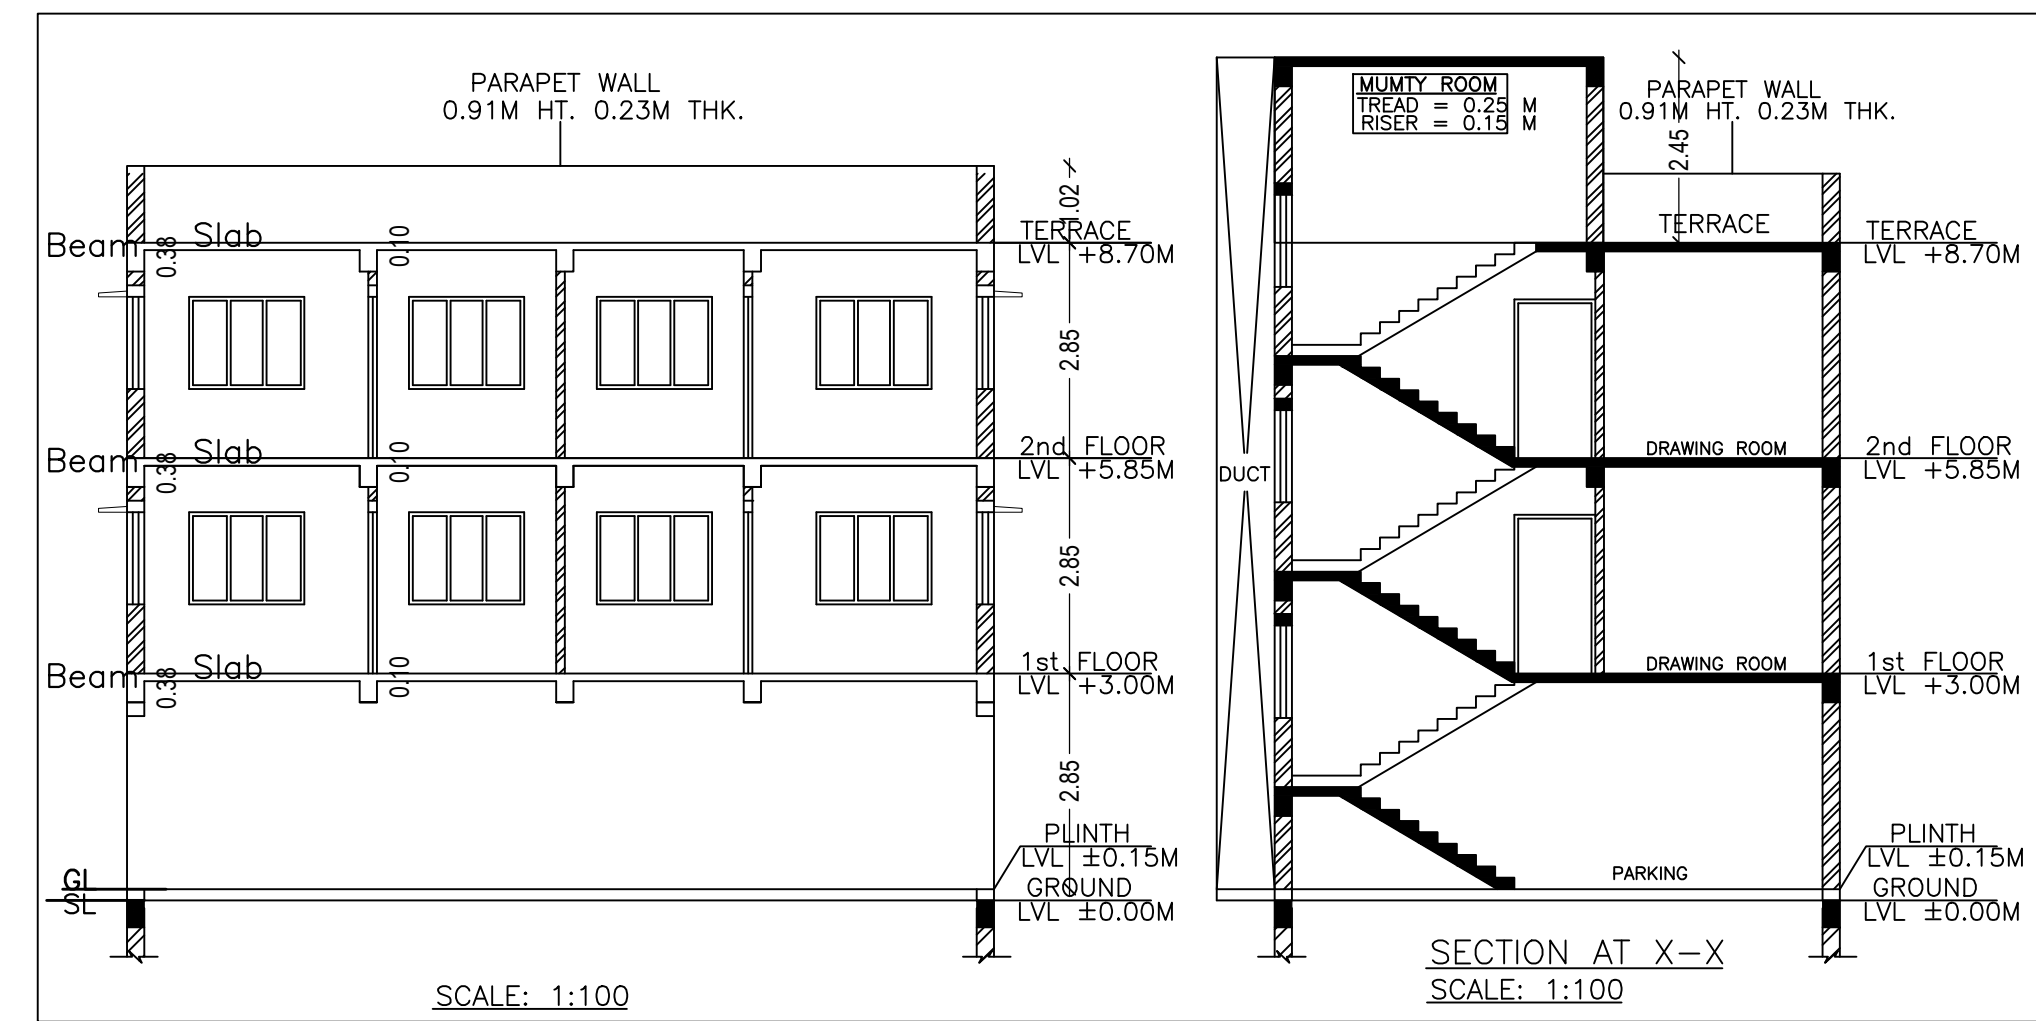 PARAPET WALL
0.91M HT. 0.23M THK.
1.02
Beam
Slab
0.38
0.10
TERRACE
LVL +8.70M
2.85
Beam
Slab
0.38
0.10
2nd FLOOR
LVL +5.85M
2.85
Beam
Slab
0.38
0.10
1st FLOOR
LVL +3.00M
2.85
PLINTH
LVL ±0.15M
GL
GROUND
SL
LVL ±0.00M
SCALE: 1:100
MUMTY ROOM
TREAD = 0.25 M
RISER = 0.15 M
PARAPET WALL
0.91M HT. 0.23M THK.
2.45
TERRACE
TERRACE
LVL +8.70M
DRAWING ROOM
2nd FLOOR
LVL +5.85M
DUCT
DRAWING ROOM
1st FLOOR
LVL +3.00M
PLINTH
LVL ±0.15M
PARKING
GROUND
LVL ±0.00M
SECTION AT X-X
SCALE: 1:100